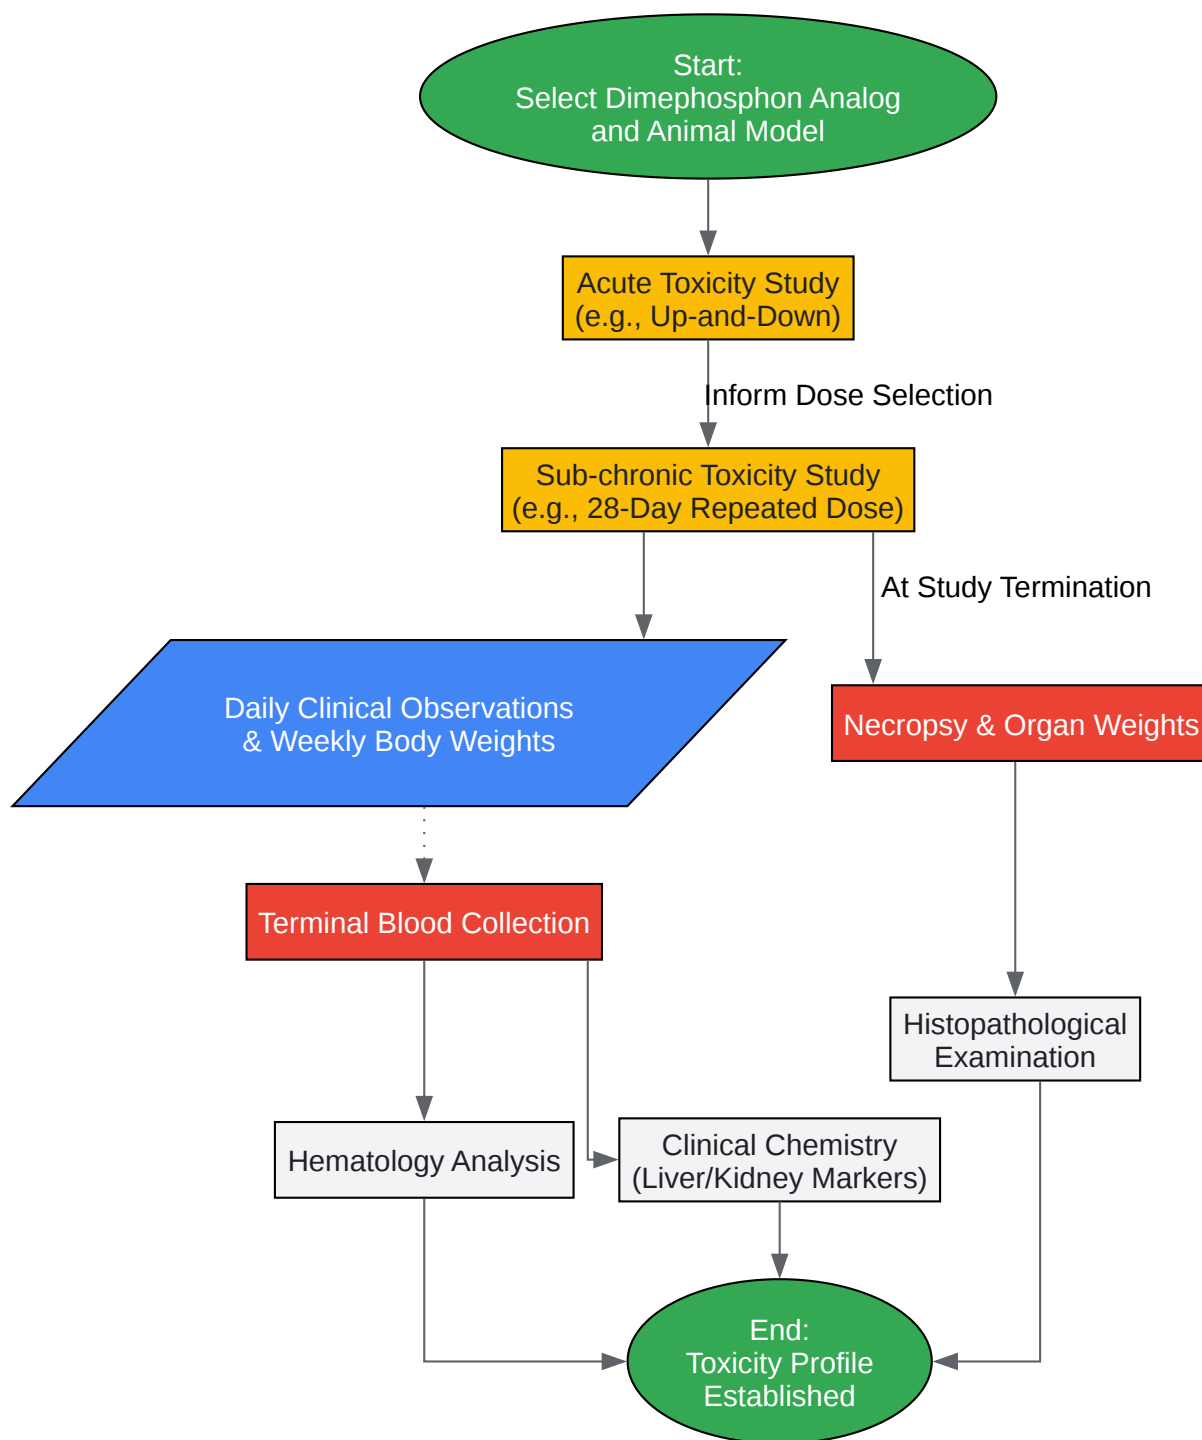 Start:
Select Dimephosphon Analog
and Animal Model
Acute Toxicity Study
(e.g., Up-and-Down)
Inform Dose Selection
Sub-chronic Toxicity Study
(e.g., 28-Day Repeated Dose)
At Study Termination
Daily Clinical Observations
& Weekly Body Weights
Necropsy & Organ Weights
Terminal Blood Collection
Histopathological
Examination
Hematology Analysis
Clinical Chemistry
(Liver/Kidney Markers)
End:
Toxicity Profile
Established